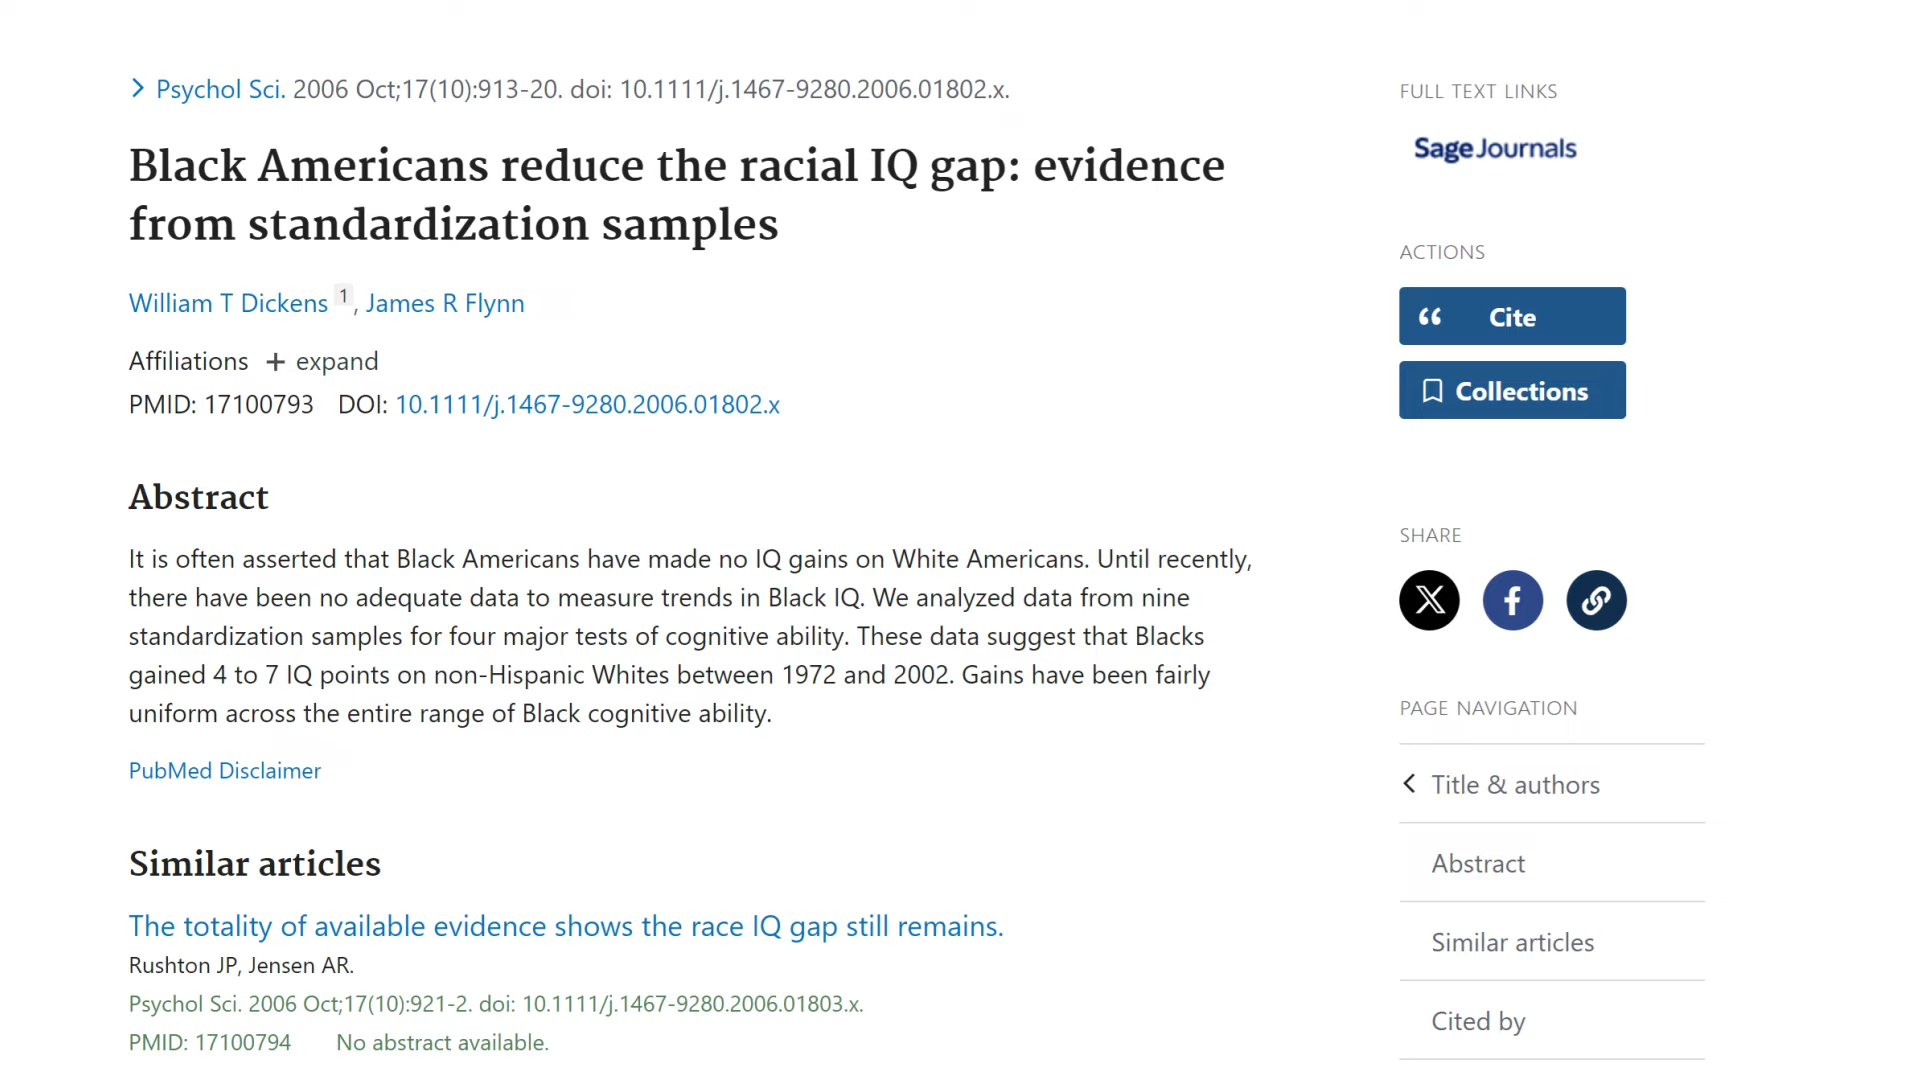 Psychol Sci. 2006 Oct;17(10):913-20. doi: 10.1111/j.1467-9280.2006.01802.x.
Black Americans reduce the racial IQ gap: evidence
from standardization samples
William T Dickens 1, James R Flynn
Affiliations + expand
PMID: 17100793 DOI: 10.1111/j.1467-9280.2006.01802.x
Abstract
It is often asserted that Black Americans have made no IQ gains on White Americans. Until recently,
there have been no adequate data to measure trends in Black IQ. We analyzed data from nine
standardization samples for four major tests of cognitive ability. These data suggest that Blacks
gained 4 to 7 IQ points on non-Hispanic Whites between 1972 and 2002. Gains have been fairly
uniform across the entire range of Black cognitive ability.
PubMed Disclaimer
Similar articles
The totality of available evidence shows the race IQ gap still remains.
Rushton JP, Jensen AR.
Psychol Sci. 2006 Oct;17(10):921-2. doi: 10.1111/j.1467-9280.2006.01803.x.
PMID: 17100794 No abstract available.
FULL TEXT LINKS
Sage Journals
ACTIONS
Cite
Collections
SHARE
PAGE NAVIGATION
Title & authors
Abstract
Similar articles
Cited by